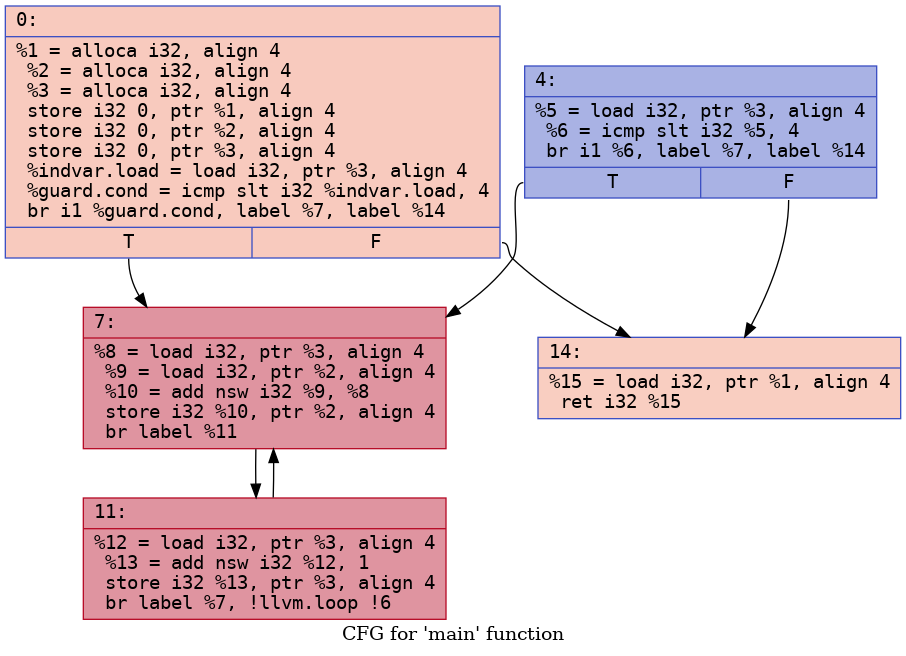 0:
%1 = alloca i32, align 4
%2 = alloca i32, align 4
%3 = alloca i32, align 4
store i32 0, ptr %1, align 4
store i32 0, ptr %2, align 4
store i32 0, ptr %3, align 4
%indvar.load = load i32, ptr %3, align 4
%guard.cond = icmp slt i32 %indvar.load, 4
br i1 %guard.cond, label %7, label %14
T
F
4:
%5 = load i32, ptr %3, align 4
%6 = icmp slt i32 %5, 4
br i1 %6, label %7, label %14
T
F
7:
%8 = load i32, ptr %3, align 4
%9 = load i32, ptr %2, align 4
%10 = add nsw i32 %9, %8
store i32 %10, ptr %2, align 4
br label %11
14:
%15 = load i32, ptr %1, align 4
ret i32 %15
11:
%12 = load i32, ptr %3, align 4
%13 = add nsw i32 %12, 1
store i32 %13, ptr %3, align 4
br label %7, !llvm.loop !6
CFG for 'main' function